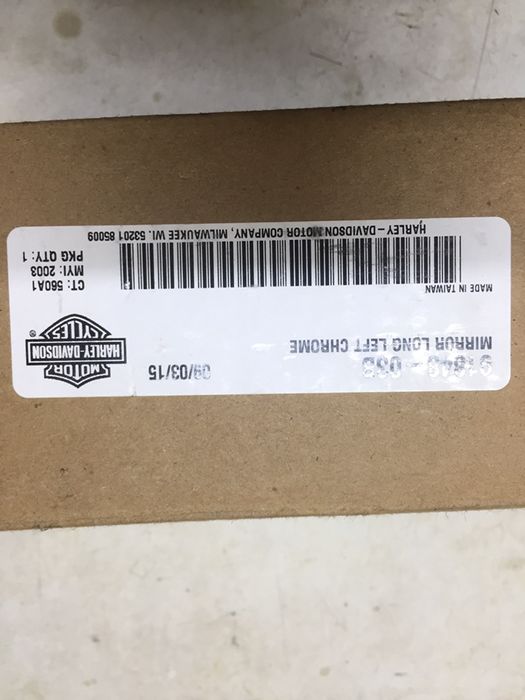 09/03/15
MIRROR LONG LEFT CHROME
MOTOR
HARLEY-DAVIDSON
CYCLES
®
MADE IN TAIWAN
CT: 560A1
MYI: 2003
PKG QTY: 1
HARLEY - DAVIDSON MOTOR COMPANY, MILWAUKEE WI. 53201 85009